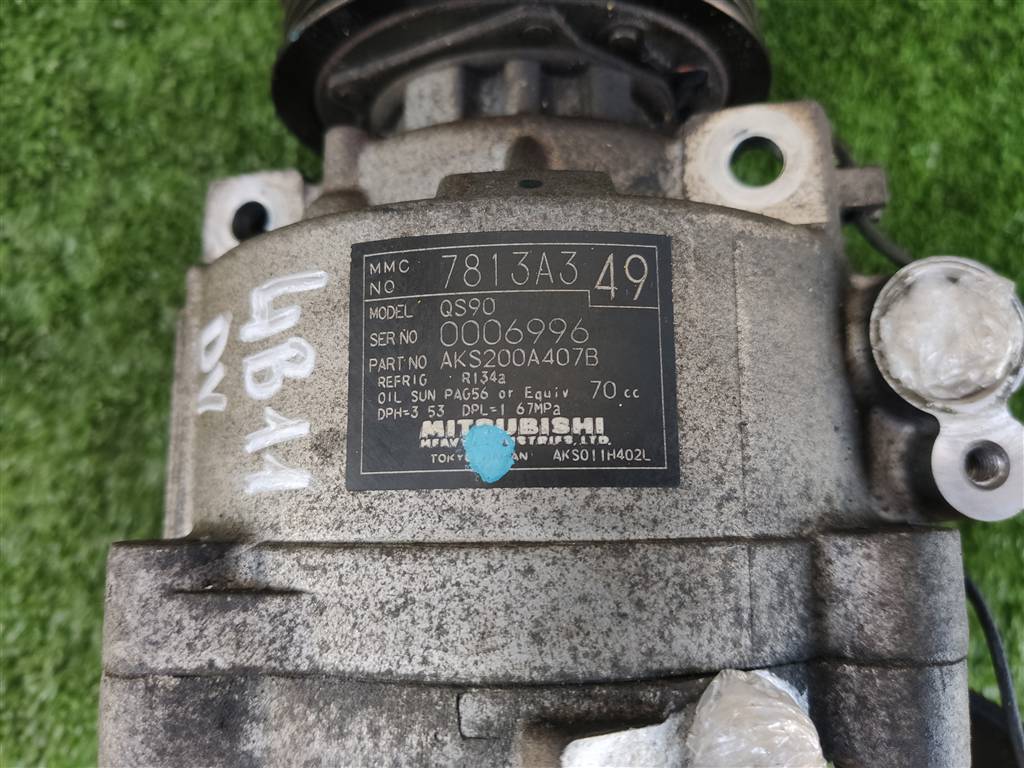 MMC NO 7813A3 49
MODEL QS90
SER NO 0006996
PART NO AKS200A407B
REFRIG R134a
OIL SUN PAG56 or Equiv 70 cc
DPH=3 53 DPL=1 67MPa
MITSUBISHI
LTD.
AKS011H402L
4B11